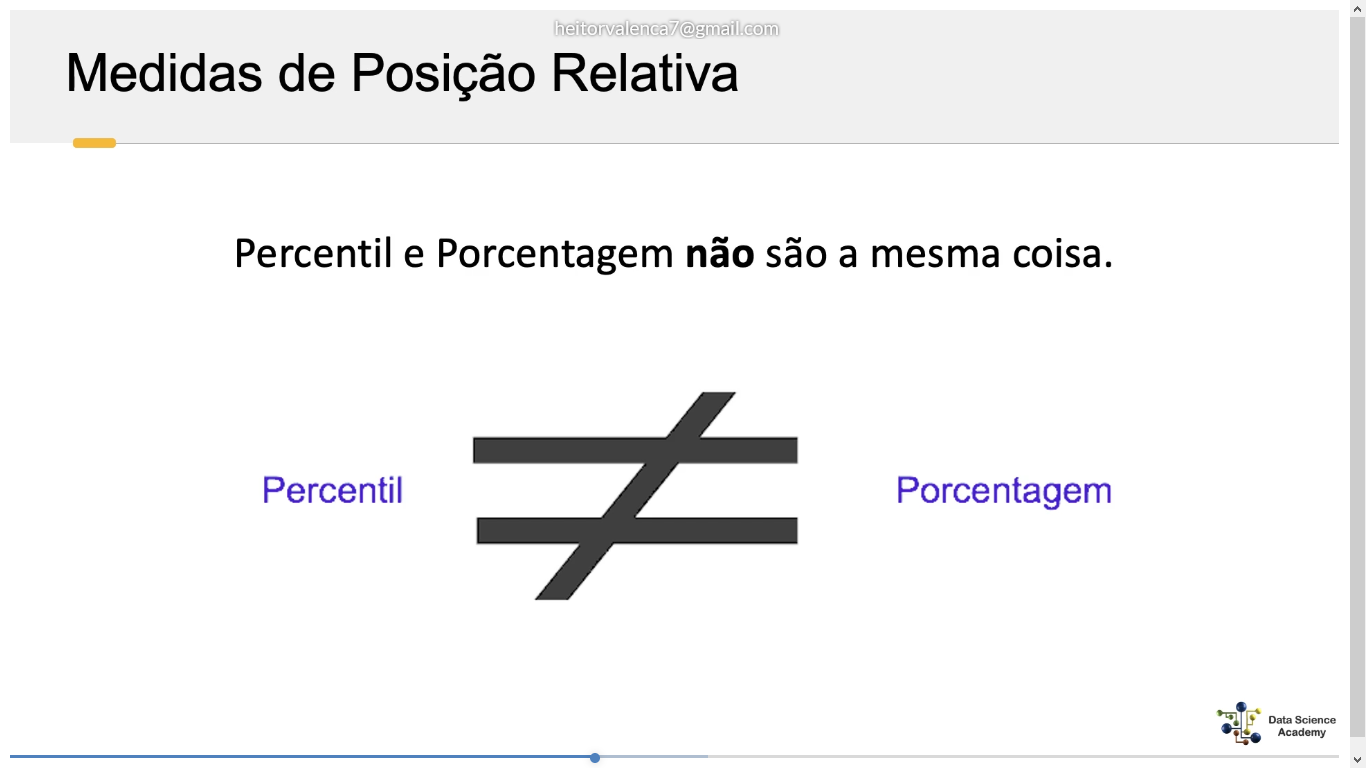 heitorvalenca7@gmail.com
Medidas de Posição Relativa
Percentil e Porcentagem não são a mesma coisa.
Percentil
Porcentagem
Data Science
Academy